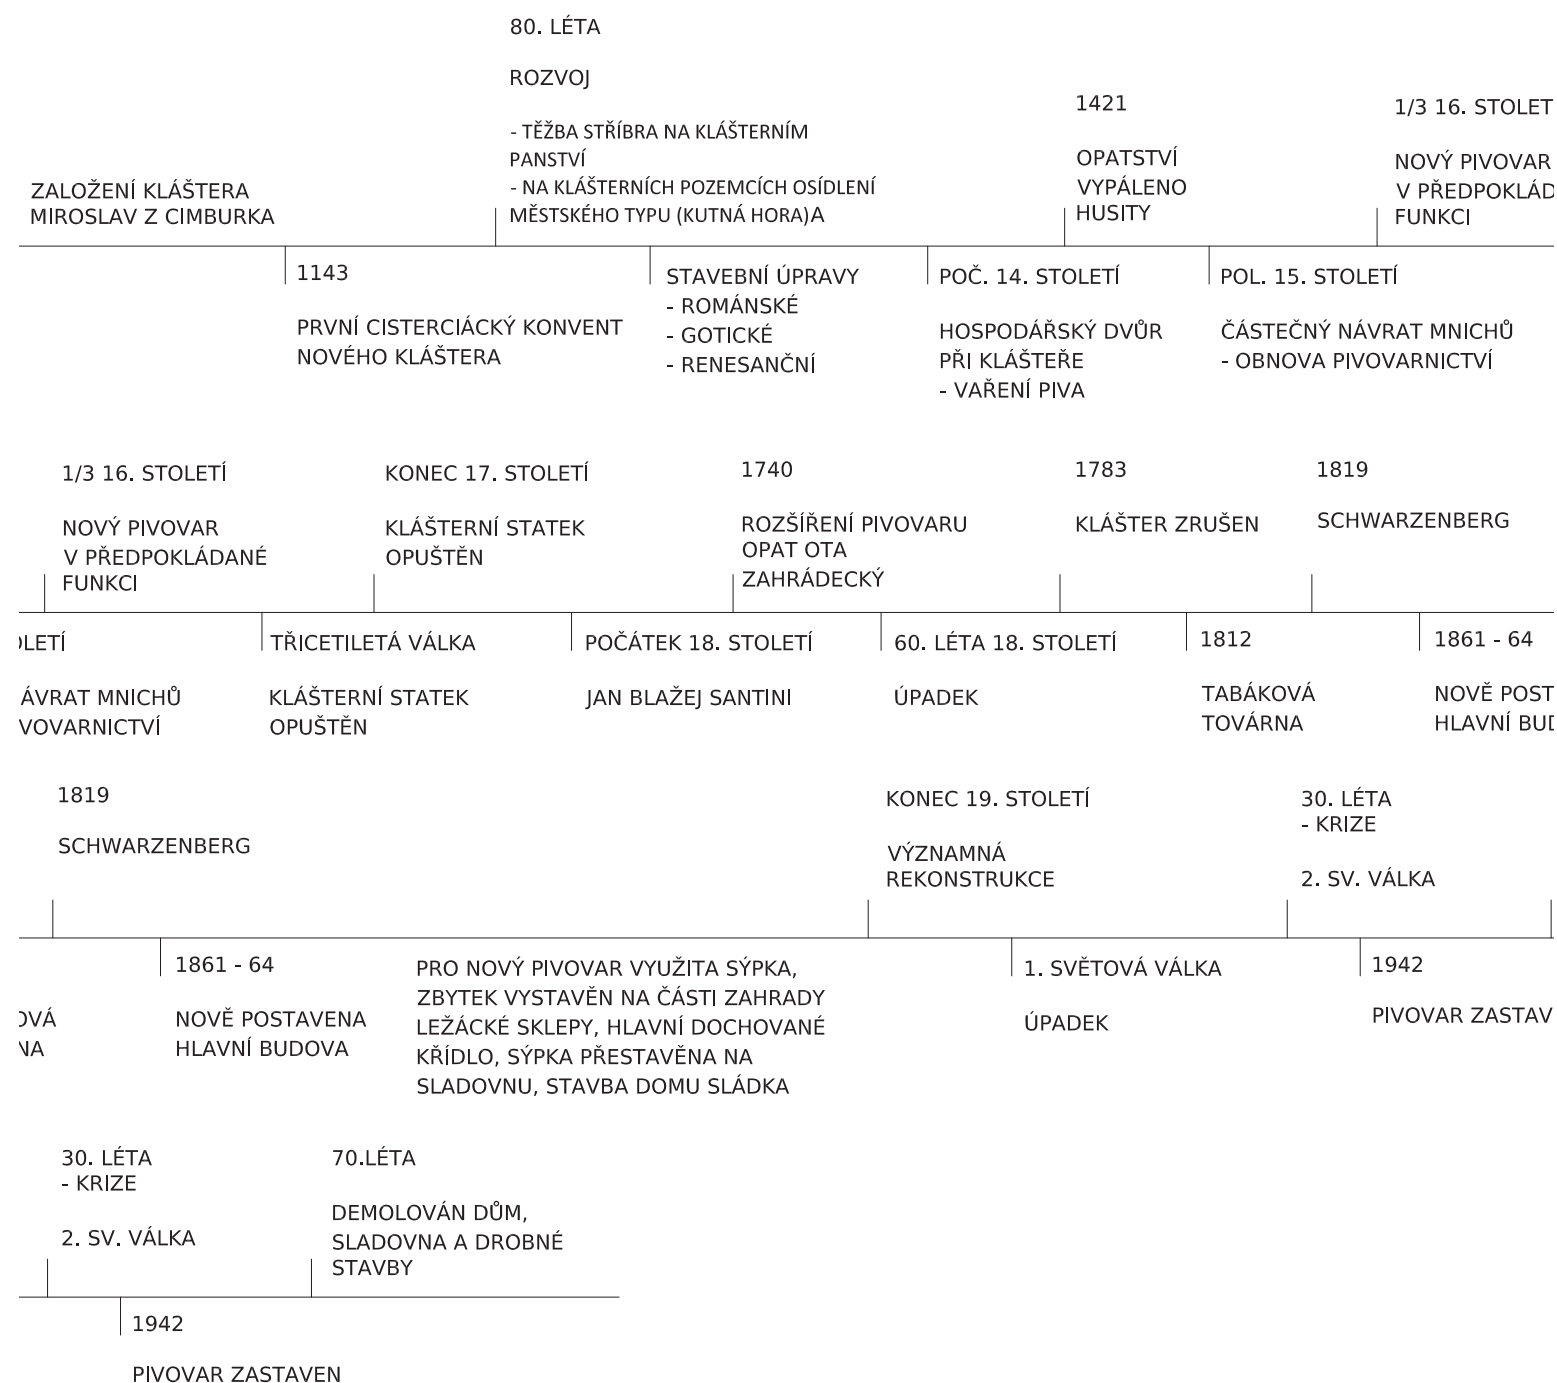 80. LÉTA
ROZVOJ
- TĚŽBA STŘÍBRA NA KLÁŠTERNÍM
PANSTVÍ
- NA KLÁŠTERNÍCH POZEMCÍCH OSÍDLENÍ
MĚSTSKÉHO TYPU (KUTNÁ HORA)A
1421
OPATSTVÍ
VYPÁLENO
HUSITY
1/3 16. STOLET
NOVÝ PIVOVAR
V PŘEDPOKLÁD
FUNKCI
ZALOŽENÍ KLÁŠTERA
MIROSLAV Z CIMBURKA
1143
PRVNÍ CISTERCIÁCKÝ KONVENT
NOVÉHO KLÁŠTERA
STAVEBNÍ ÚPRAVY
- ROMÁNSKÉ
- GOTICKÉ
- RENESANČNÍ
POČ. 14. STOLETÍ
HOSPODÁŘSKÝ DVŮR
PŘI KLÁŠTEŘE
- VAŘENÍ PIVA
POL. 15. STOLETÍ
ČÁSTEČNÝ NÁVRAT MNICHŮ
- OBNOVA PIVOVARNICTVÍ
1/3 16. STOLETÍ
NOVÝ PIVOVAR
V PŘEDPOKLÁDANÉ
FUNKCI
KONEC 17. STOLETÍ
KLÁŠTERNÍ STATEK
OPUŠTĚN
1740
ROZŠÍŘENÍ PIVOVARU
OPAT OTA
ZAHRÁDECKÝ
1783
KLÁŠTER ZRUŠEN
1819
SCHWARZENBERG
OLETÍ
ÁVRAT MNICHŮ
VOVARNICTVÍ
TŘICETILETÁ VÁLKA
KLÁŠTERNÍ STATEK
OPUŠTĚN
POČÁTEK 18. STOLETÍ
JAN BLAŽEJ SANTINI
60. LÉTA 18. STOLETÍ
ÚPADEK
1812
TABÁKOVÁ
TOVÁRNA
1861 - 64
NOVĚ POST
HLAVNÍ BUD
1819
SCHWARZENBERG
KONEC 19. STOLETÍ
VÝZNAMNÁ
REKONSTRUKCE
30. LÉTA
- KRIZE
2. SV. VÁLKA
OVÁ
NA
1861 - 64
NOVĚ POSTAVENA
HLAVNÍ BUDOVA
PRO NOVÝ PIVOVAR VYUŽITA SÝPKA,
ZBYTEK VYSTAVĚN NA ČÁSTI ZAHRADY
LEŽÁCKÉ SKLEPY, HLAVNÍ DOCHOVANÉ
KŘÍDLO, SÝPKA PŘESTAVĚNA NA
SLADOVNU, STAVBA DOMU SLÁDKA
1. SVĚTOVÁ VÁLKA
ÚPADEK
1942
PIVOVAR ZASTAV
30. LÉTA
- KRIZE
2. SV. VÁLKA
70.LÉTA
DEMOLOVÁN DŮM,
SLADOVNA A DROBNÉ
STAVBY
1942
PIVOVAR ZASTAVEN